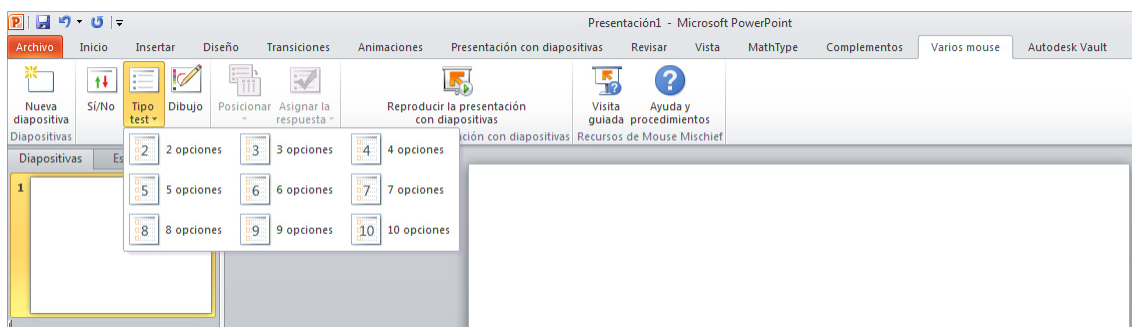 Presentación1 - Microsoft PowerPoint
Archivo Inicio Insertar Diseño Transiciones Animaciones Presentación con diapositivas Revisar Vista MathType Complementos Varios mouse Autodesk Vault
Nueva diapositiva
Sí/No
Tipo test
Dibujo
Posicionar
Asignar la respuesta
Reproducir la presentación con diapositivas
Visita guiada
Ayuda y procedimientos
Diapositivas
ción con diapositivas
Recursos de Mouse Mischief
Diapositivas Es
2 2 opciones 3 3 opciones 4 4 opciones
5 5 opciones 6 6 opciones 7 7 opciones
8 8 opciones 9 9 opciones 10 10 opciones
1